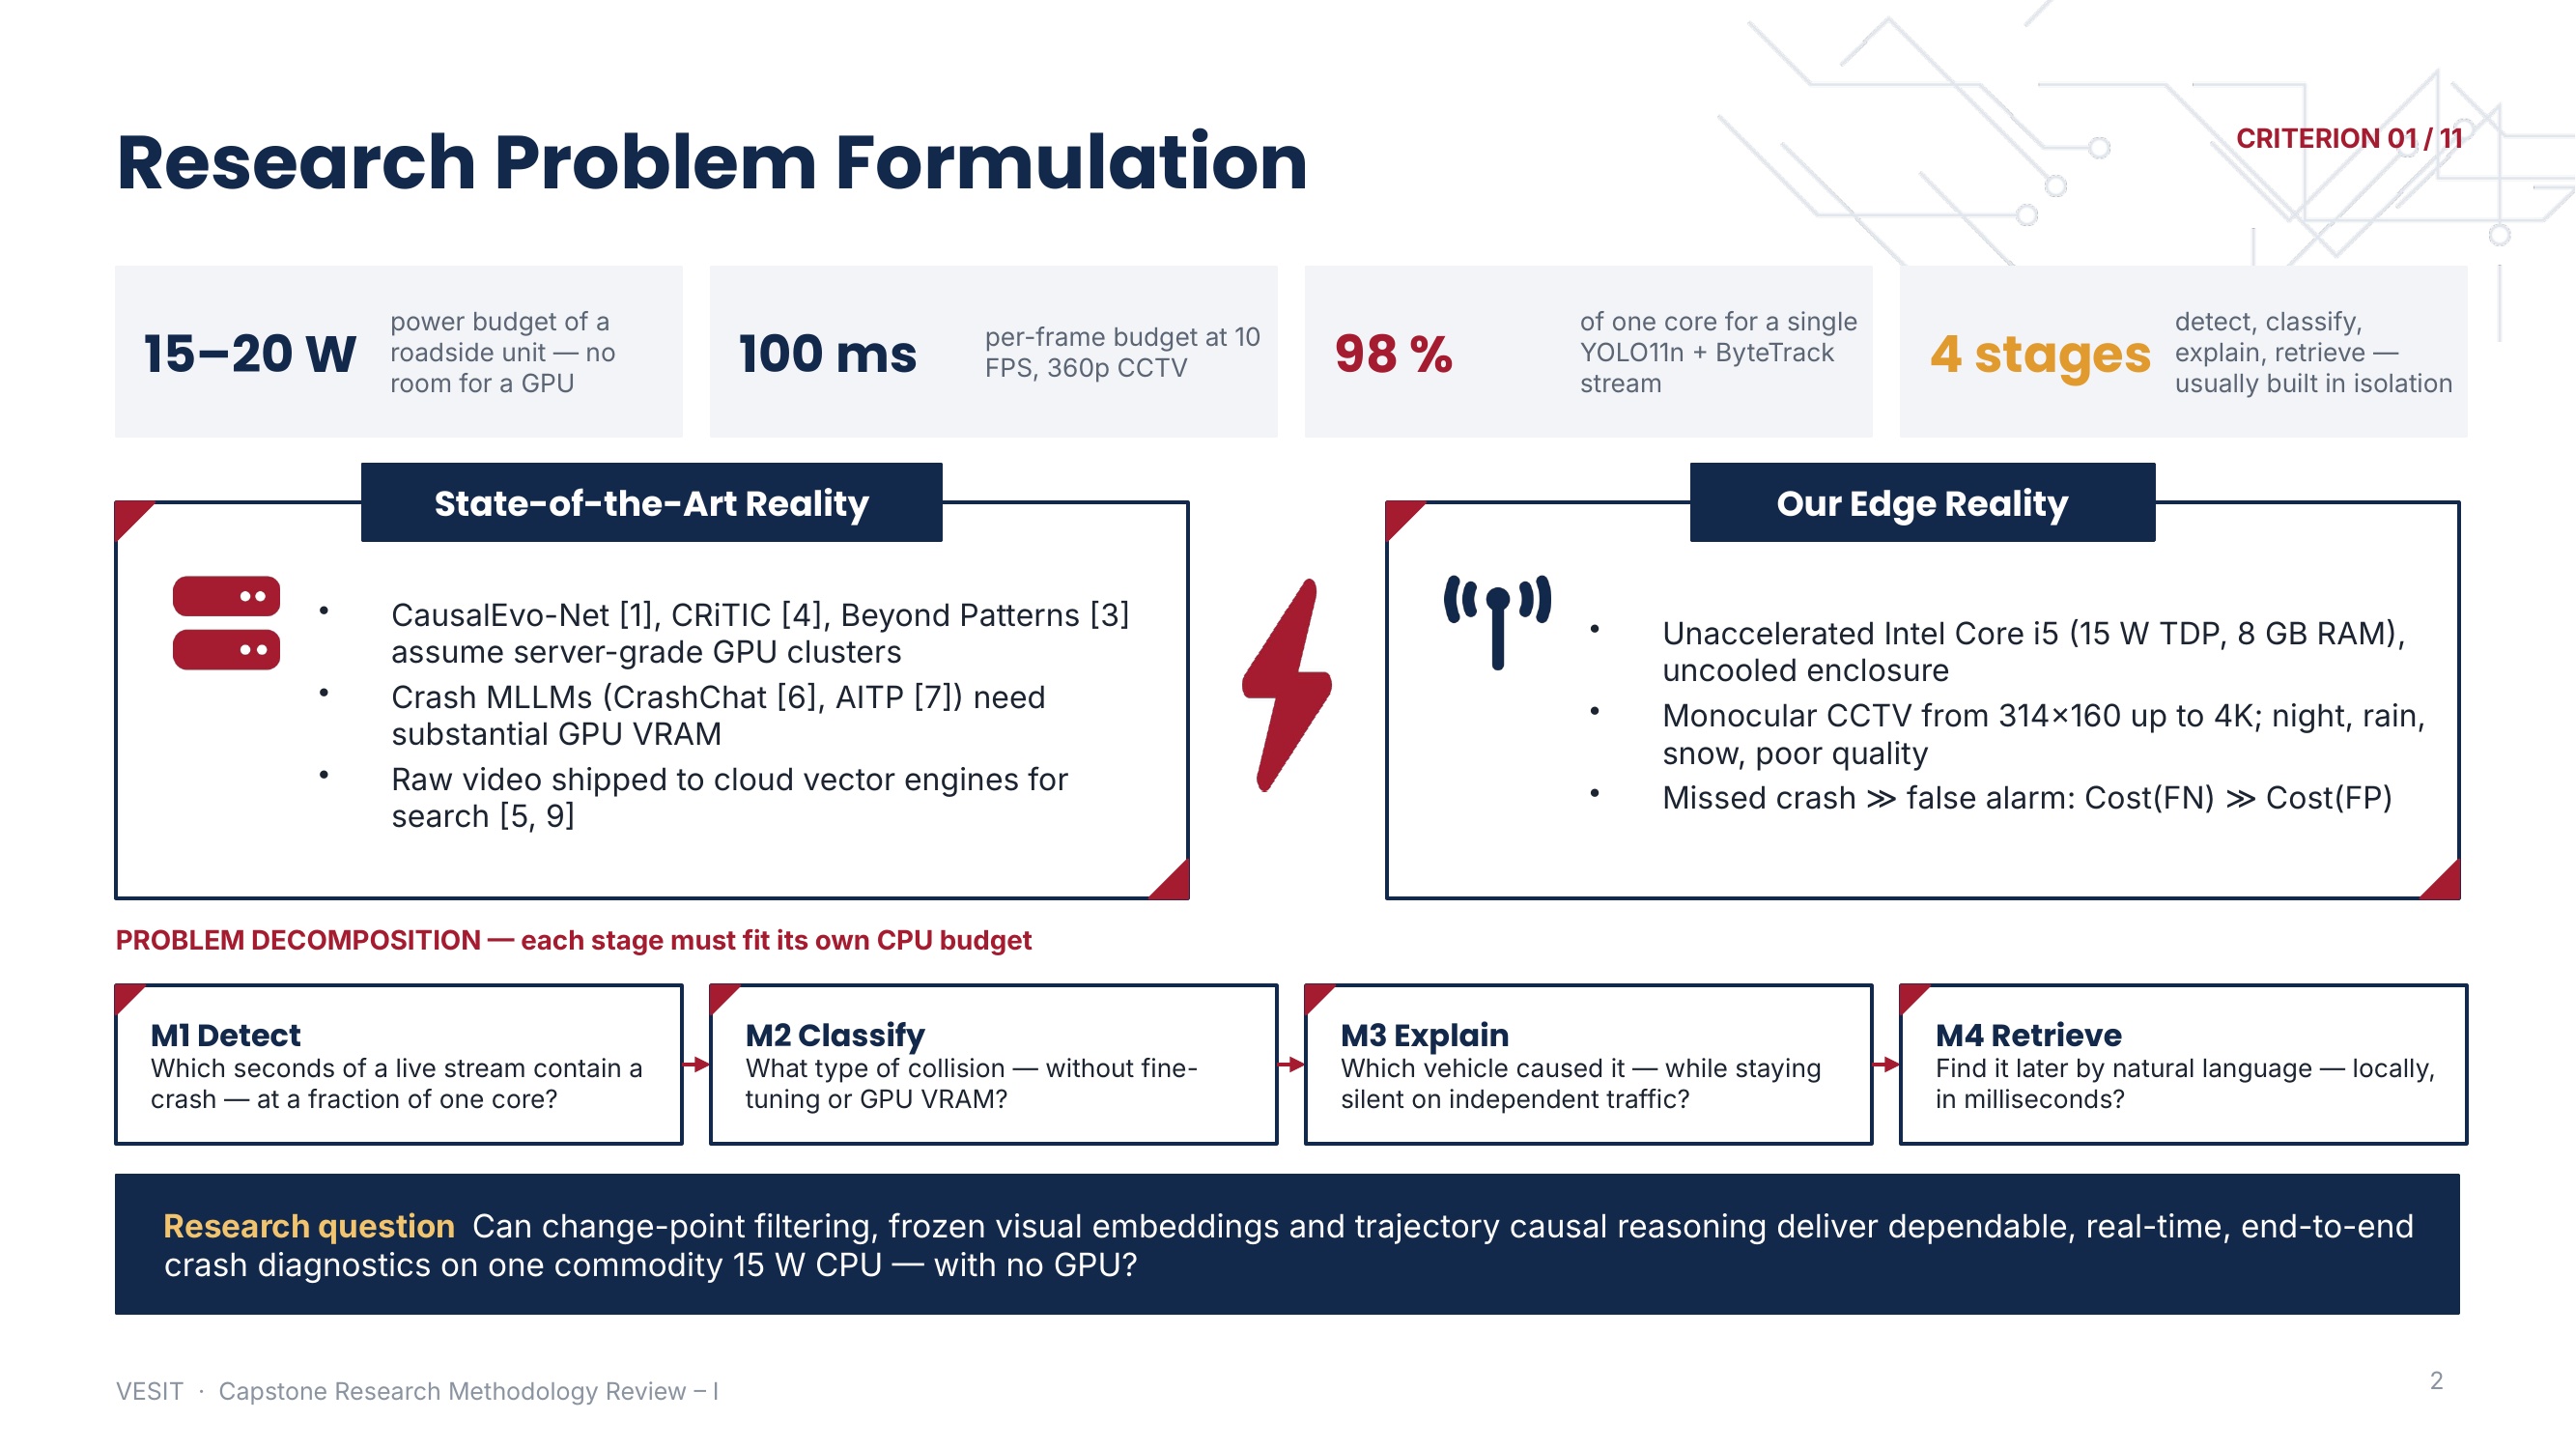 Research Problem Formulation
CRITERION 01 / 11
15–20 W
power budget of a
roadside unit — no
room for a GPU
100 ms
per-frame budget at 10
FPS, 360p CCTV
98 %
of one core for a single
YOLO11n + ByteTrack
stream
4 stages
detect, classify,
explain, retrieve —
usually built in isolation
State-of-the-Art Reality
• CausalEvo-Net [1], CRiTIC [4], Beyond Patterns [3]
assume server-grade GPU clusters
• Crash MLLMs (CrashChat [6], AITP [7]) need
substantial GPU VRAM
• Raw video shipped to cloud vector engines for
search [5, 9]
Our Edge Reality
• Unaccelerated Intel Core i5 (15 W TDP, 8 GB RAM),
uncooled enclosure
• Monocular CCTV from 314×160 up to 4K; night, rain,
snow, poor quality
• Missed crash ≫ false alarm: Cost(FN) ≫ Cost(FP)
PROBLEM DECOMPOSITION — each stage must fit its own CPU budget
M1 Detect
Which seconds of a live stream contain a
crash — at a fraction of one core?
M2 Classify
What type of collision — without fine-
tuning or GPU VRAM?
M3 Explain
Which vehicle caused it — while staying
silent on independent traffic?
M4 Retrieve
Find it later by natural language — locally,
in milliseconds?
Research question Can change-point filtering, frozen visual embeddings and trajectory causal reasoning deliver dependable, real-time, end-to-end
crash diagnostics on one commodity 15 W CPU — with no GPU?
VESIT · Capstone Research Methodology Review – I
2